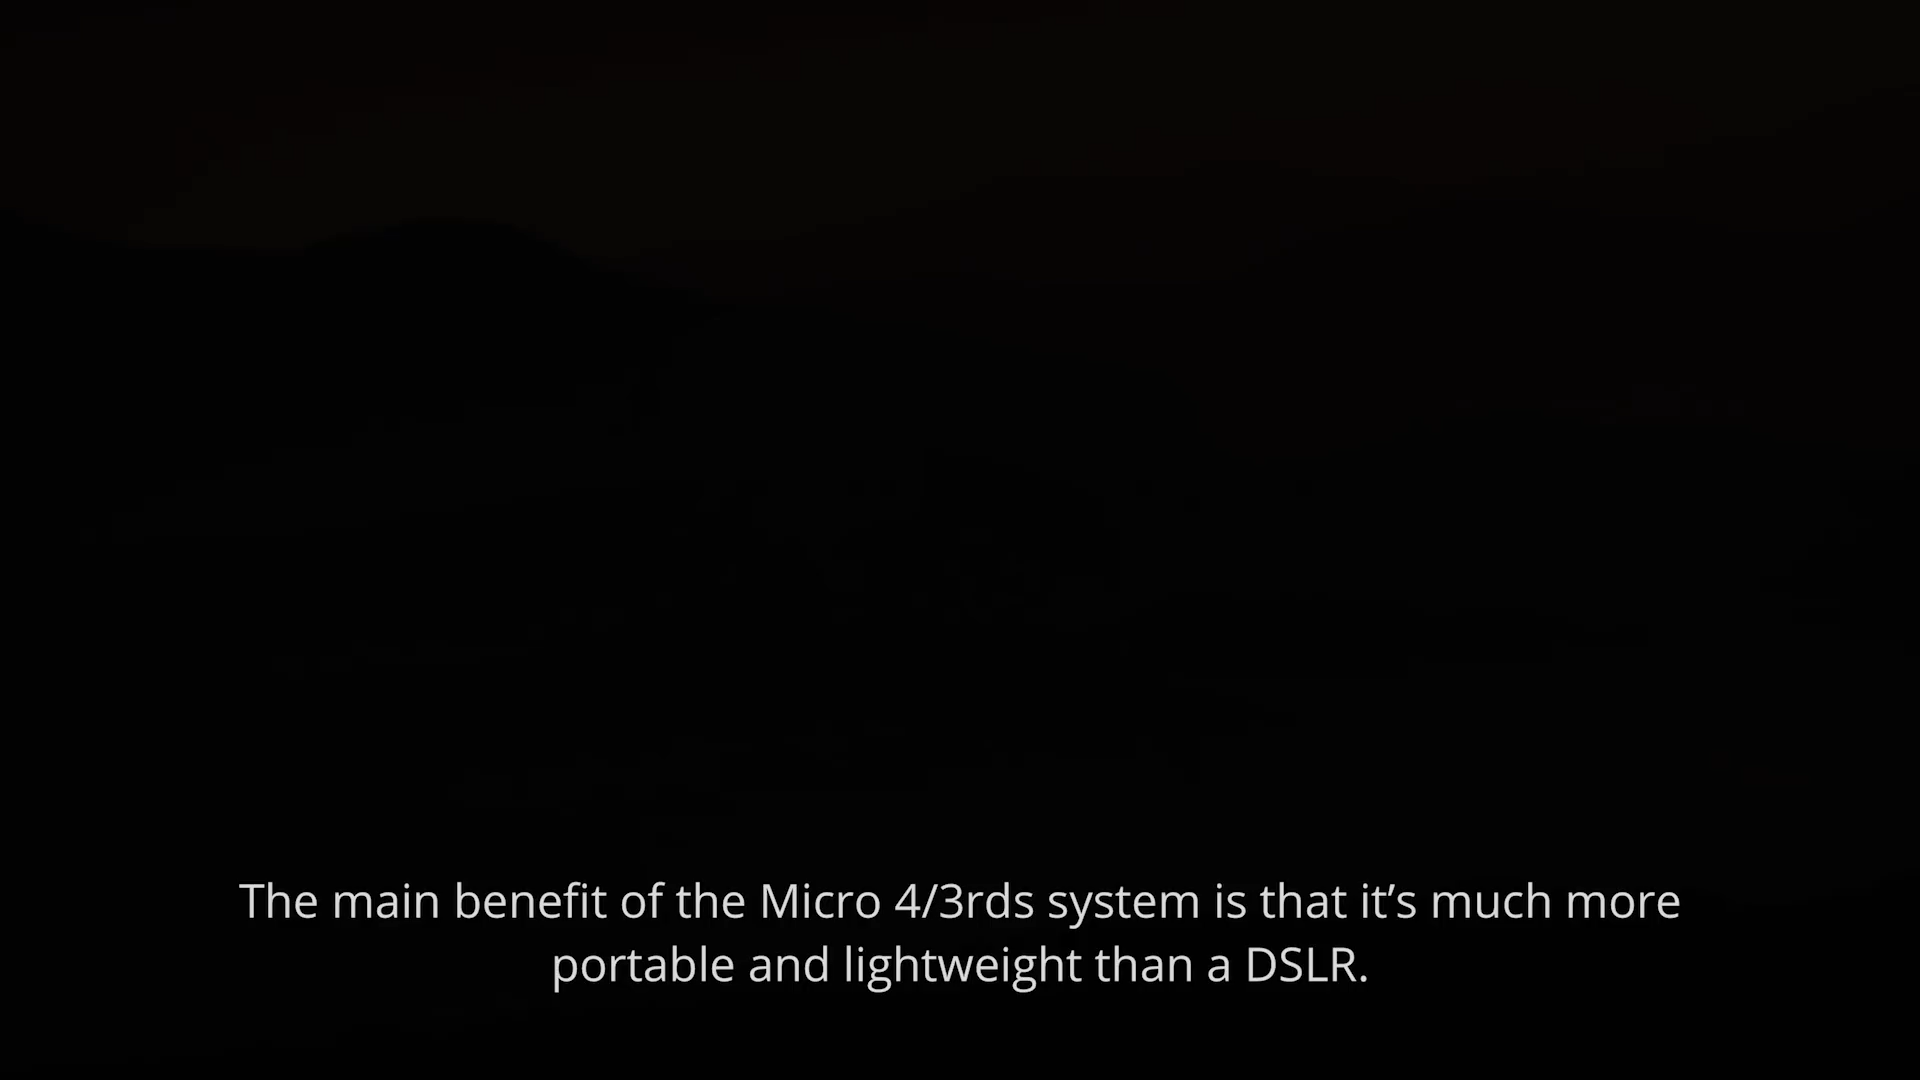 The main benefit of the Micro 4/3rds system is that it’s much more
portable and lightweight than a DSLR.